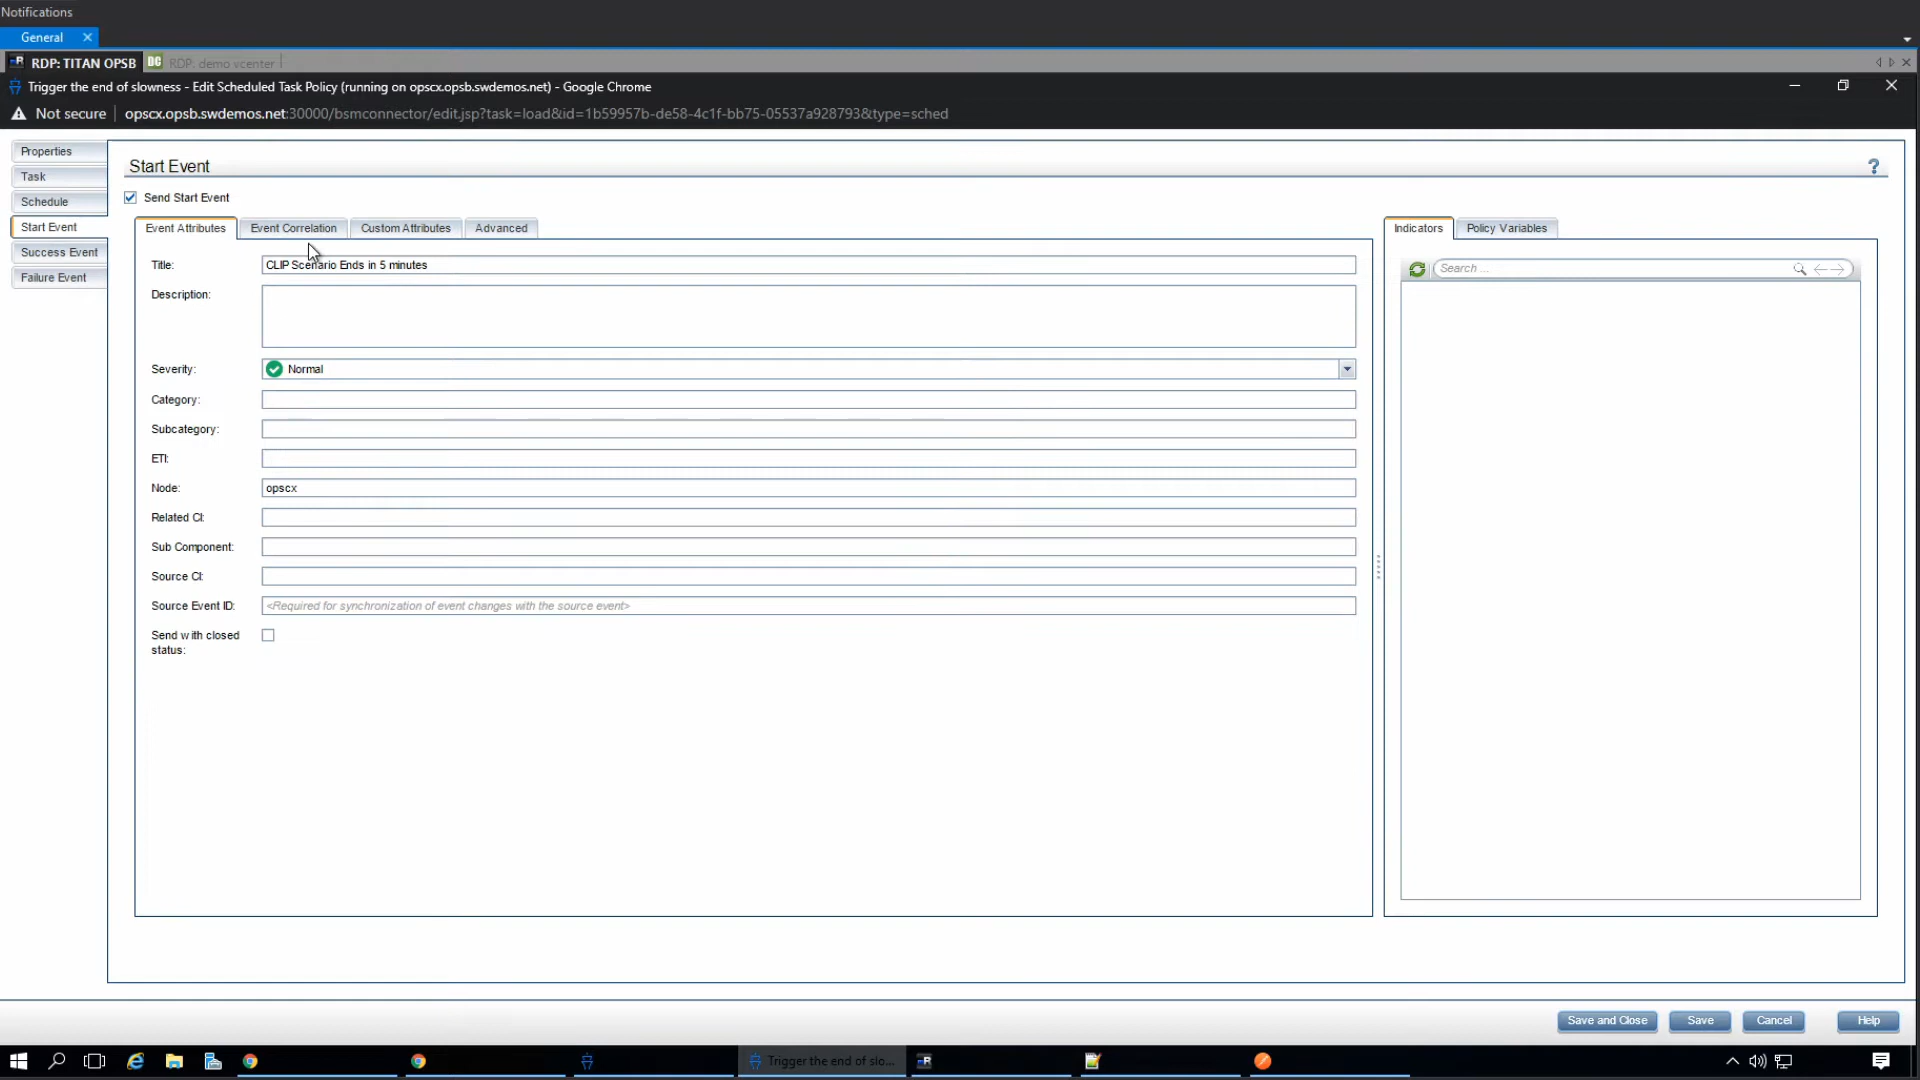 Notifications
General
RDP: TITAN OPSB
DC RDP: demo vcenter
Trigger the end of slowness - Edit Scheduled Task Policy (running on opscx.opsb.swdemos.net) - Google Chrome
Not secure opscx.opsb.swdemos.net:30000/bsmconnector/edit.jsp?task=load&id=1b59957b-de58-4c1f-bb75-05537a928793&type=sched
Properties
Task
Schedule
Start Event
Success Event
Failure Event
Start Event
?
Send Start Event
Event Attributes Event Correlation Custom Attributes Advanced
Title: CLIP Scenario Ends in 5 minutes
Description:
Severity: Normal
Category:
Subcategory:
ETI:
Node: opscx
Related CI:
Sub Component:
Source CI:
Source Event ID: <Required for synchronization of event changes with the source event>
Send with closed
status:
Indicators Policy Variables
Search ...
Save and Close Save Cancel Help
Trigger the end of slo...